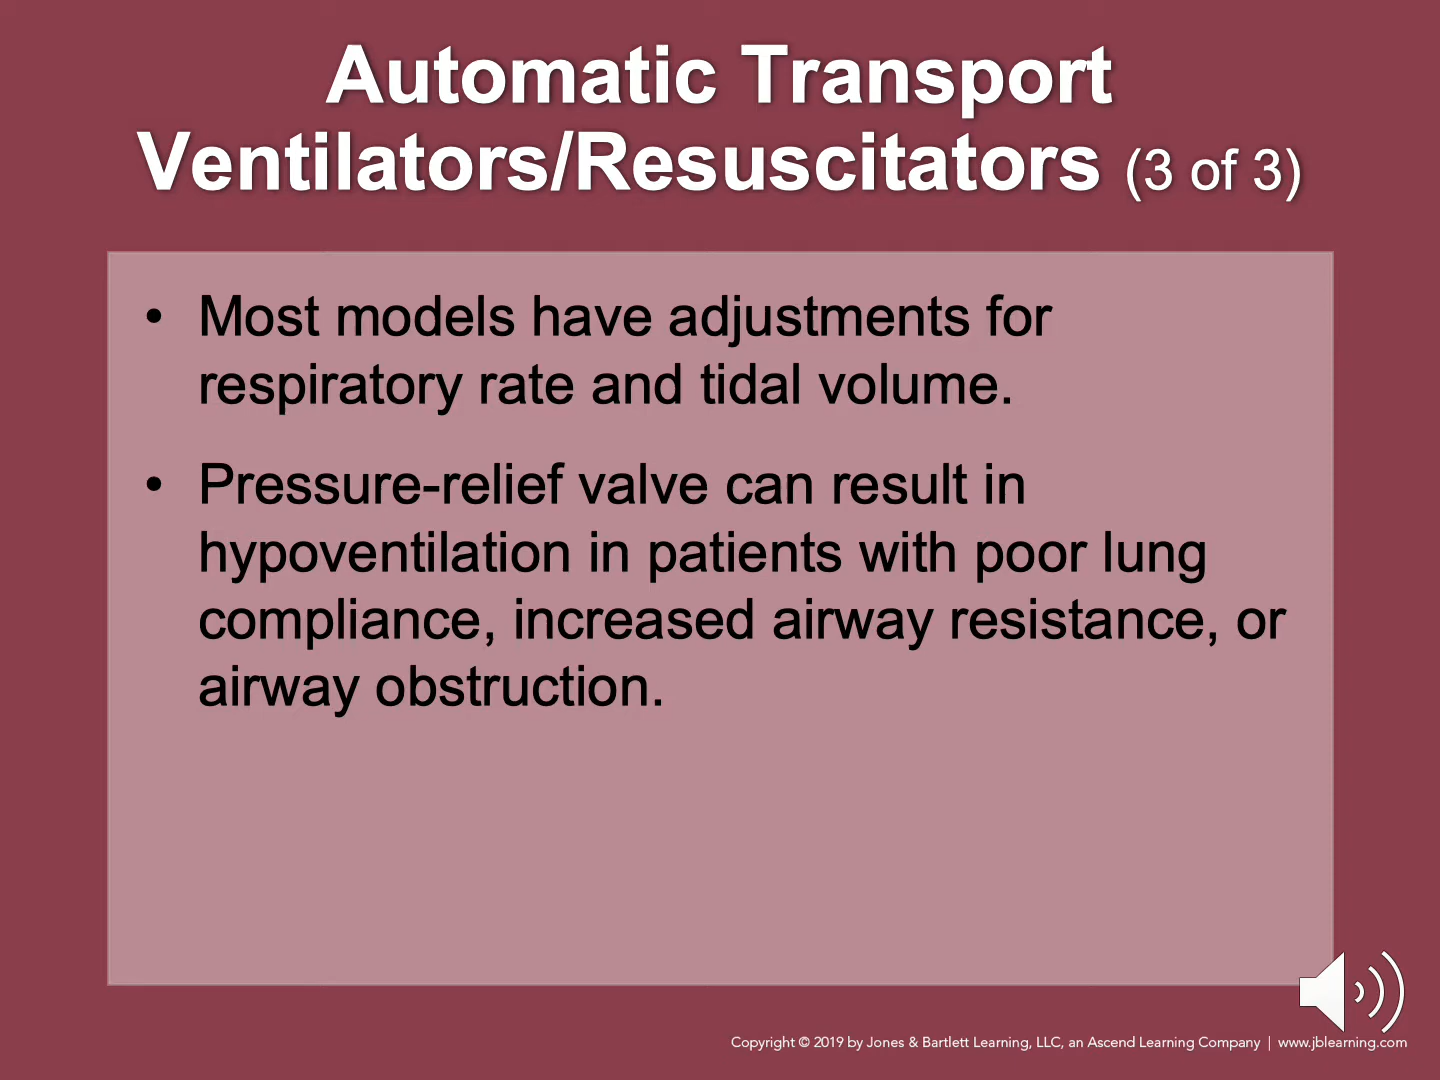 Automatic Transport
Ventilators/Resuscitators (3 of 3)
• Most models have adjustments for
respiratory rate and tidal volume.
• Pressure-relief valve can result in
hypoventilation in patients with poor lung
compliance, increased airway resistance, or
airway obstruction.
Copyright © 2019 by Jones & Bartlett Learning, LLC, an Ascend Learning Company | www.jblearning.com